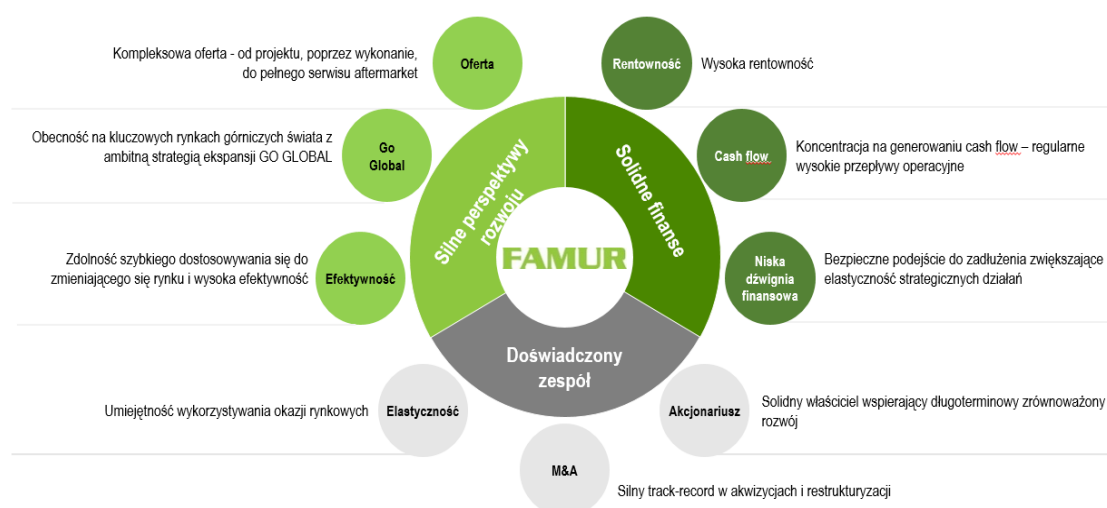 Kompleksowa oferta - od projektu, poprzez wykonanie,
do pełnego serwisu aftermarket
Oferta
Rentowność
Wysoka rentowność
Obecność na kluczowych rynkach górniczych świata z
ambitną strategią ekspansji GO GLOBAL
Go
Global
Cash flow
Koncentracja na generowaniu cash flow – regularne
wysokie przepływy operacyjne
Silne perspektywy
rozwoju
Solidne finanse
FAMUR
Zdolność szybkiego dostosowywania się do
zmieniającego się rynku i wysoka efektywność
Efektywność
Niska
dźwignia
finansowa
Bezpieczne podejście do zadłużenia zwiększające
elastyczność strategicznych działań
Doświadczony
zespół
Umiejętność wykorzystywania okazji rynkowych
Elastyczność
Akcjonariusz
Solidny właściciel wspierający długoterminowy zrównoważony
rozwój
M&A
Silny track-record w akwizycjach i restrukturyzacji